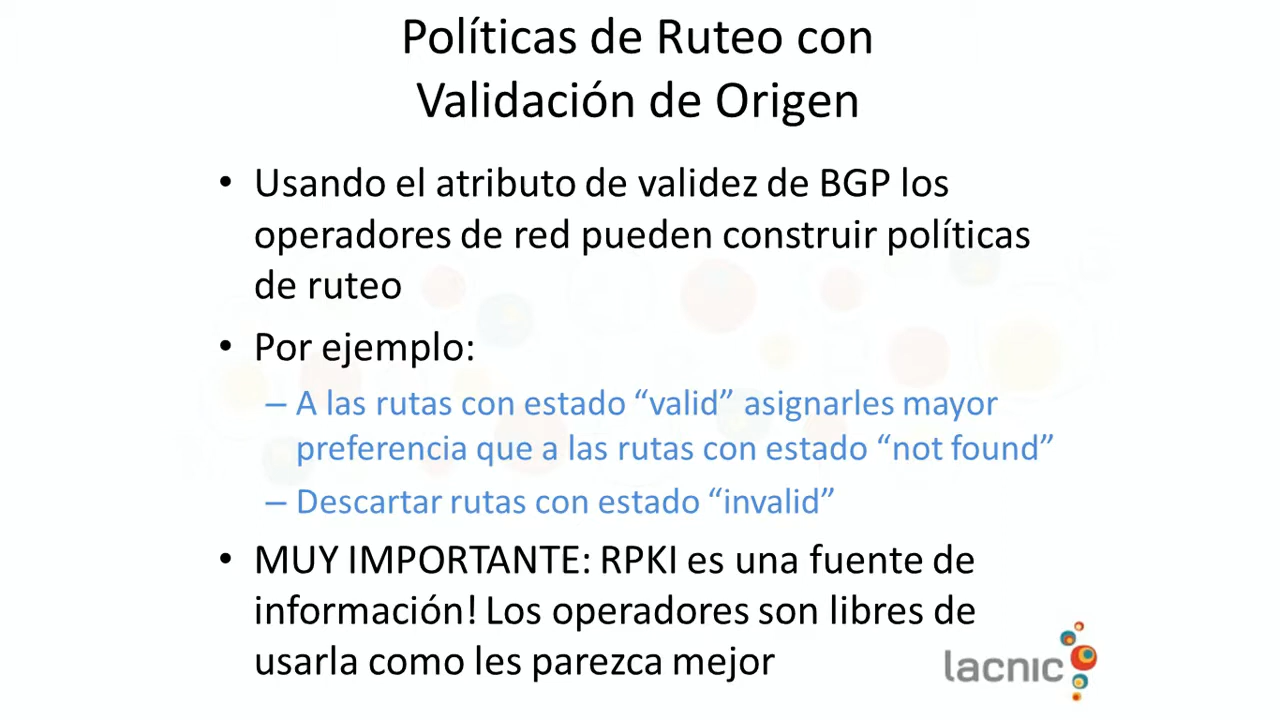 Políticas de Ruteo con
Validación de Origen
• Usando el atributo de validez de BGP los
operadores de red pueden construir políticas
de ruteo
• Por ejemplo:
– A las rutas con estado “valid” asignarles mayor
preferencia que a las rutas con estado “not found”
– Descartar rutas con estado “invalid”
• MUY IMPORTANTE: RPKI es una fuente de
información! Los operadores son libres de
usarla como les parezca mejor
lacnic